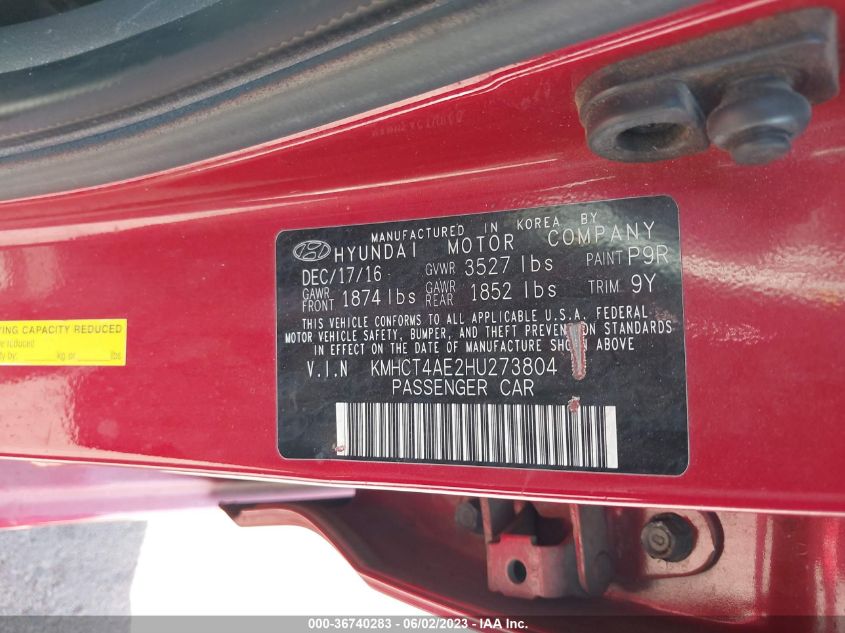 MANUFACTURED IN KOREA BY
HYUNDAI MOTOR COMPANY
DEC/17/16 GVWR 3527 lbs PAINT P9R
GAWR FRONT 1874 lbs GAWR REAR 1852 lbs TRIM 9Y
THIS VEHICLE CONFORMS TO ALL APPLICABLE U.S.A. FEDERAL
MOTOR VEHICLE SAFETY, BUMPER, AND THEFT PREVENTION STANDARDS
IN EFFECT ON THE DATE OF MANUFACTURE SHOWN ABOVE
V.I.N KMHCT4AE2HU273804
PASSENGER CAR
CAPACITY REDUCED
by: kg or lbs
000-36740283 - 06/02/2023 - IAA Inc.